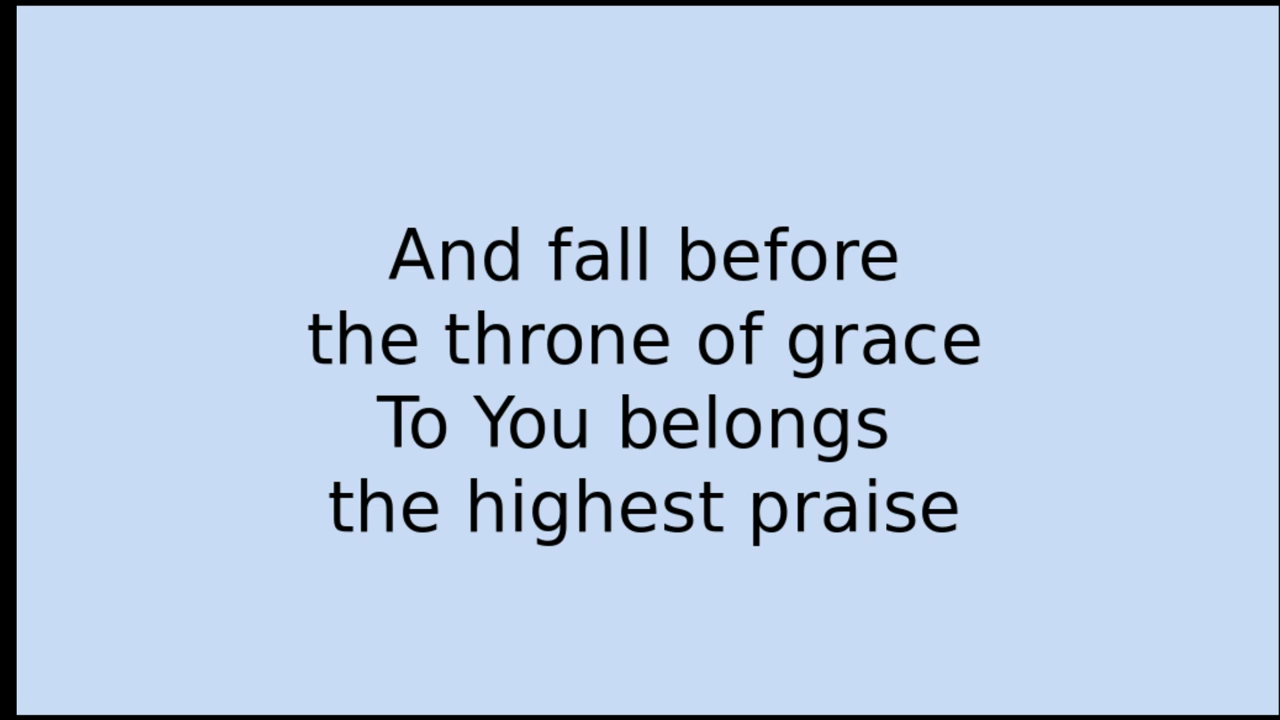 And fall before
the throne of grace
To You belongs
the highest praise